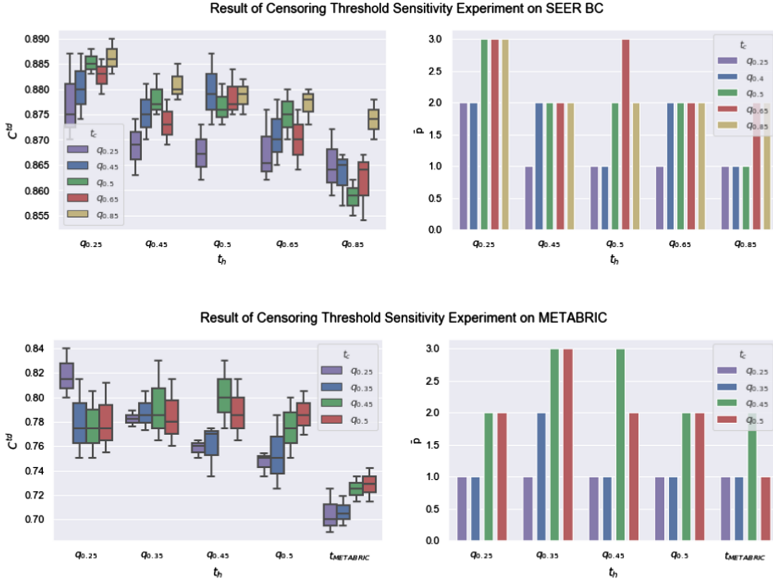 Result of Censoring Threshold Sensitivity Experiment on SEER BC
0.890
0.885
0.880
0.875
0.870
0.865
0.860
0.855
C^td
t_c
q_0.25
q_0.45
q_0.5
q_0.65
q_0.85
q_0.25 q_0.45 q_0.5 q_0.65 q_0.85
t_h
3.0
2.5
2.0
1.5
1.0
0.5
0.0
p̄
t_c
q_0.25
q_0.4
q_0.5
q_0.65
q_0.85
q_0.25 q_0.45 q_0.5 q_0.65 q_0.85
t_h
Result of Censoring Threshold Sensitivity Experiment on METABRIC
0.84
0.82
0.80
0.78
0.76
0.74
0.72
0.70
C^td
t_c
q_0.25
q_0.35
q_0.45
q_0.5
q_0.25 q_0.35 q_0.45 q_0.5 t_METABRIC
t_h
3.0
2.5
2.0
1.5
1.0
0.5
0.0
p̄
t_c
q_0.25
q_0.35
q_0.45
q_0.5
q_0.25 q_0.35 q_0.45 q_0.5 t_METABRIC
t_h